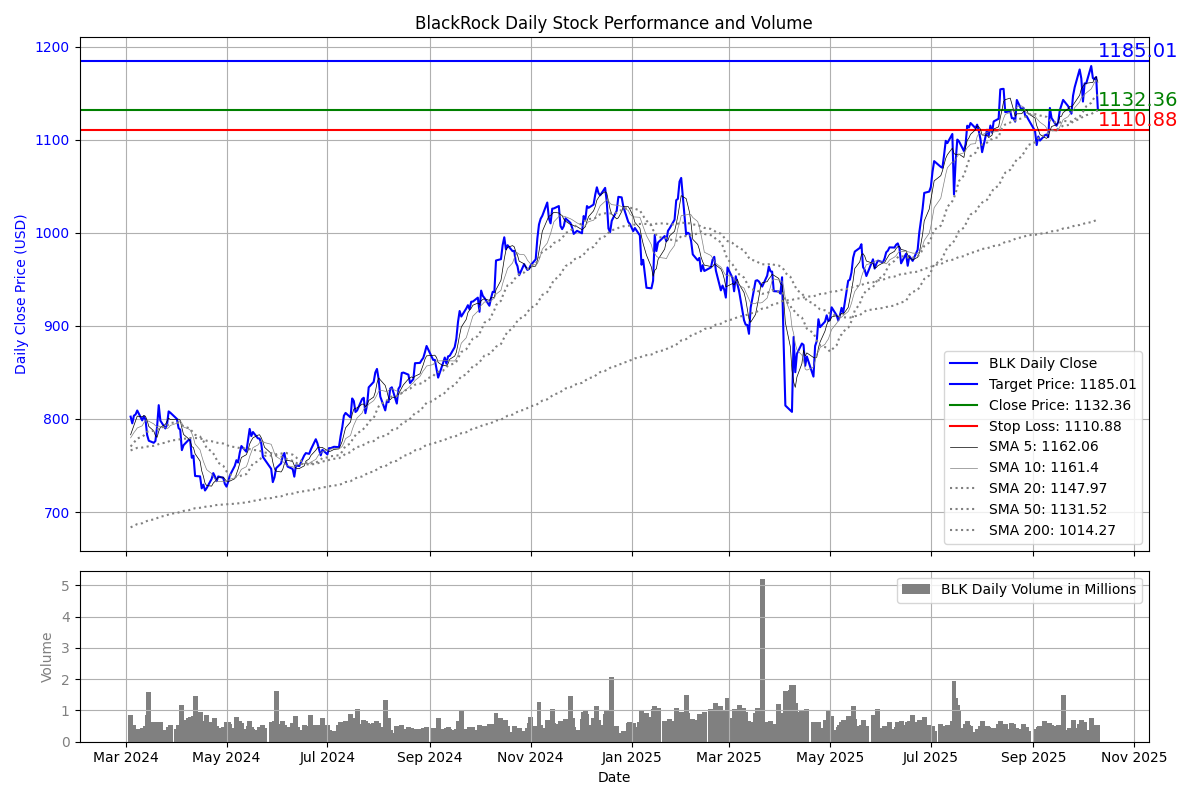 BlackRock Daily Stock Performance and Volume
1200
1100
1000
900
800
700
Daily Close Price (USD)
1185.01
1132.36
1110.88
BLK Daily Close
Target Price: 1185.01
Close Price: 1132.36
Stop Loss: 1110.88
SMA 5: 1162.06
SMA 10: 1161.4
SMA 20: 1147.97
SMA 50: 1131.52
SMA 200: 1014.27
5
4
3
2
1
0
Volume
BLK Daily Volume in Millions
Mar 2024 May 2024 Jul 2024 Sep 2024 Nov 2024 Jan 2025 Mar 2025 May 2025 Jul 2025 Sep 2025 Nov 2025
Date